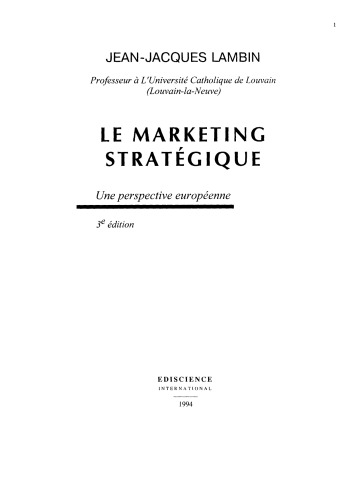 1
JEAN-JACQUES LAMBIN
Professeur à L'Université Catholique de Louvain
(Louvain-la-Neuve)
LE MARKETING
STRATÉGIQUE
Une perspective européenne
3e édition
EDISCIENCE
INTERNATIONAL
1994